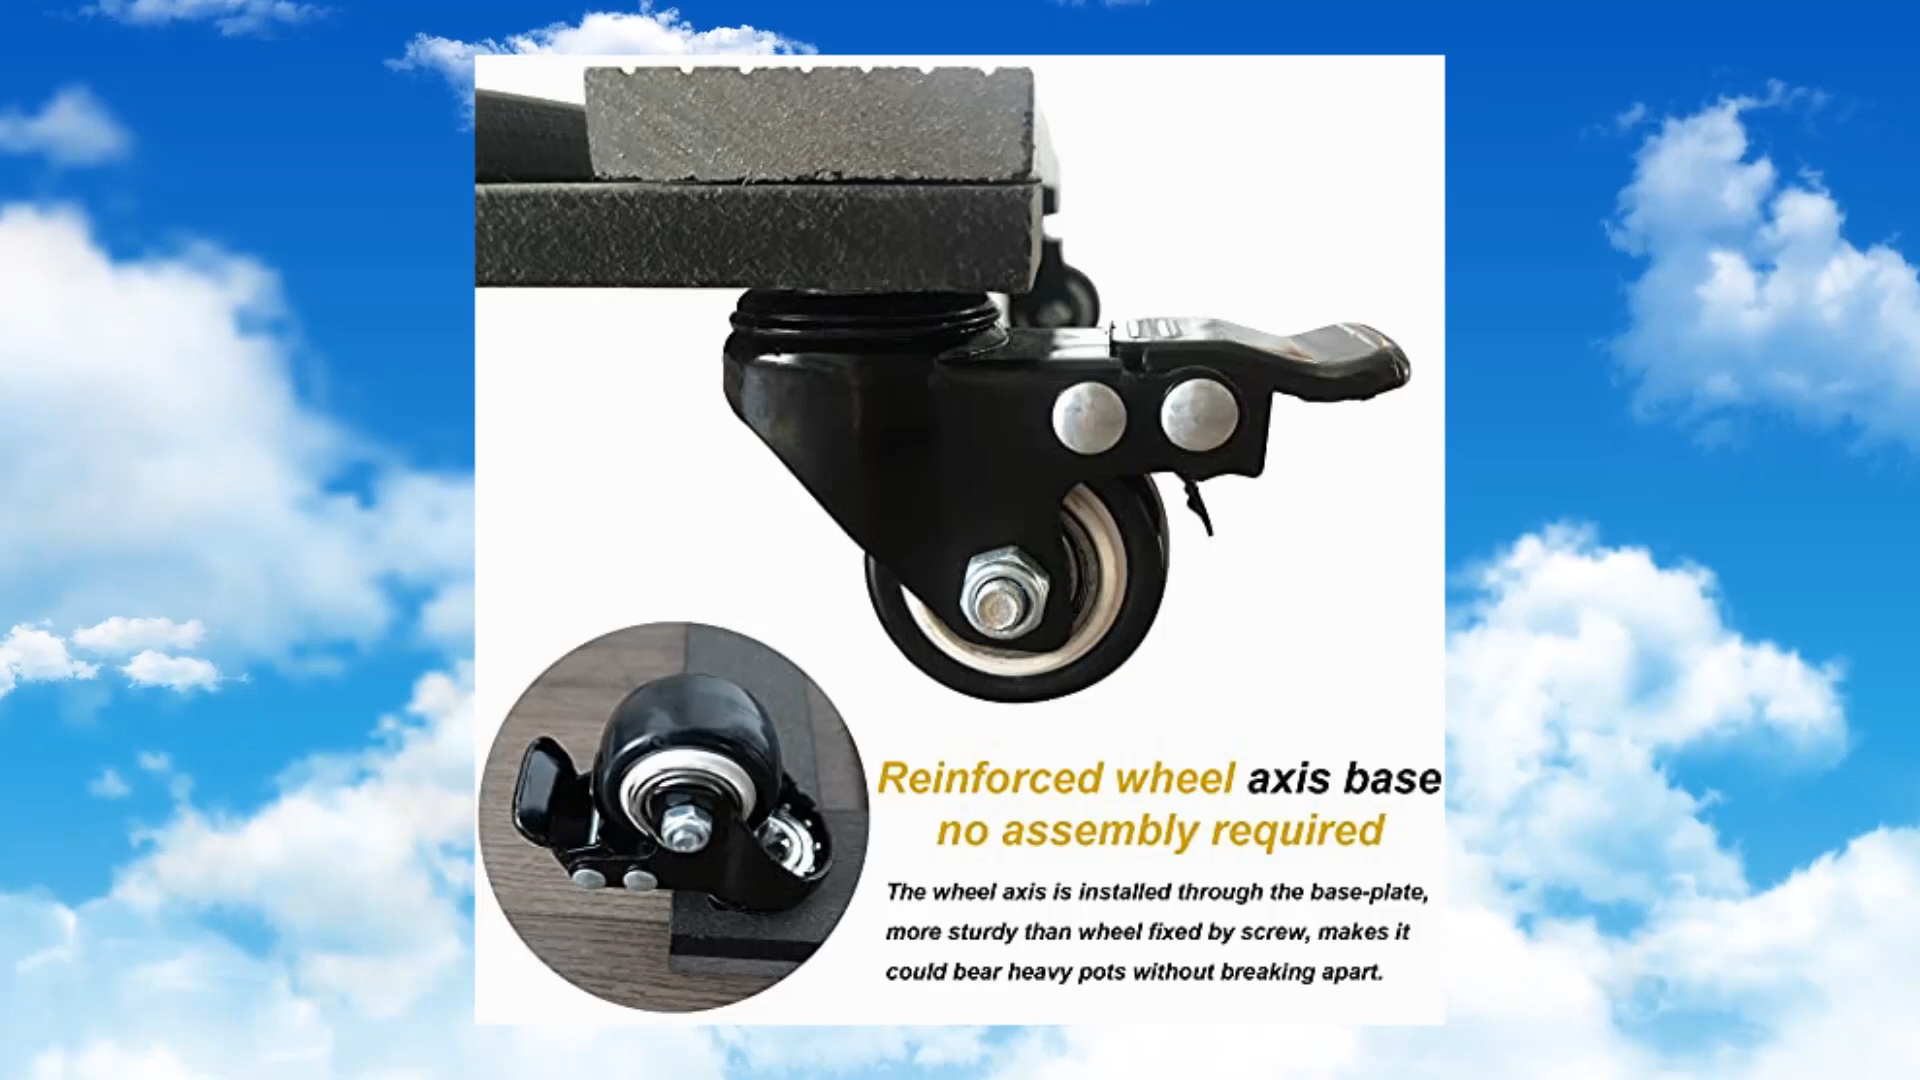 Reinforced wheel axis base
no assembly required
The wheel axis is installed through the base-plate,
more sturdy than wheel fixed by screw, makes it
could bear heavy pots without breaking apart.